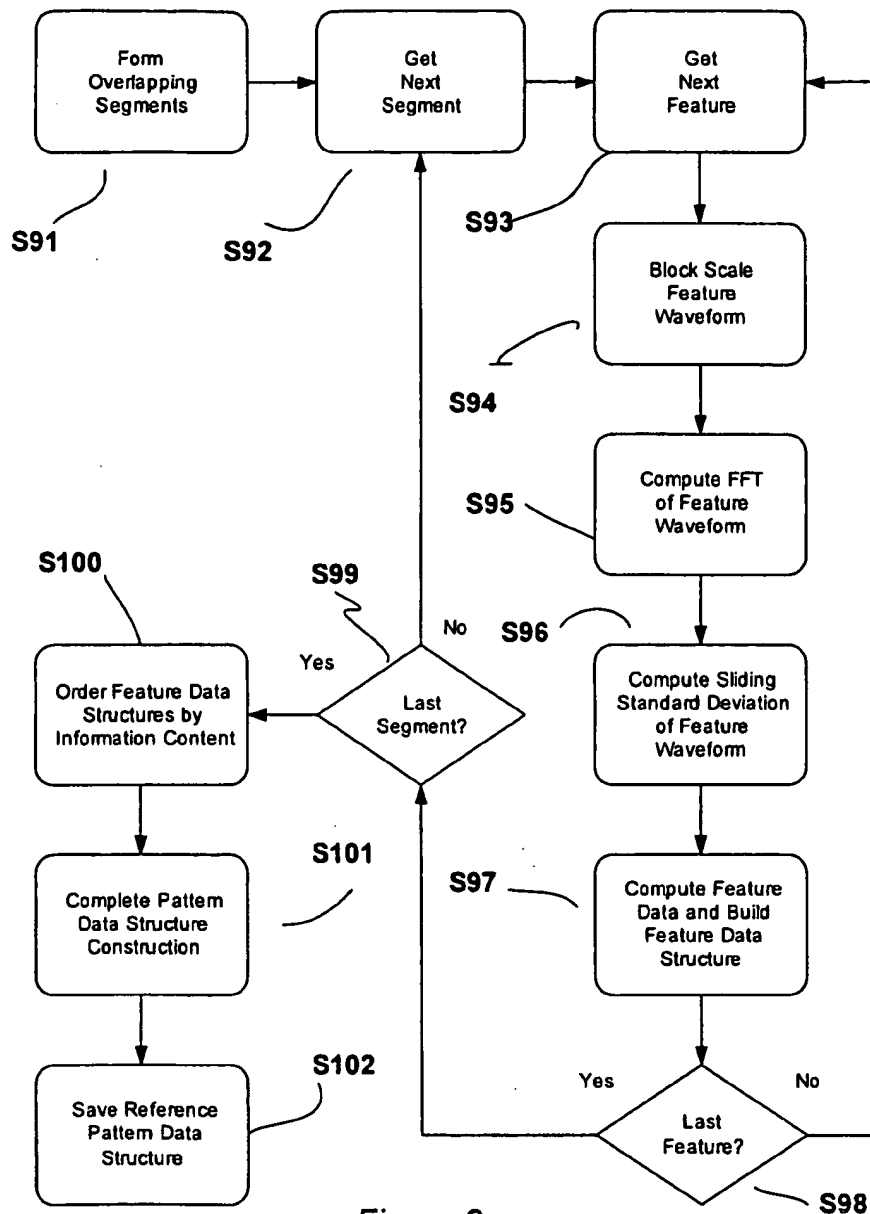 Form
Overlapping
Segments
Get
Next
Segment
Get
Next
Feature
S91
S92
S93
Block Scale
Feature
Waveform
S94
Compute FFT
of Feature
Waveform
S95
S96
Compute Sliding
Standard Deviation
of Feature
Waveform
S97
Compute Feature
Data and Build
Feature Data
Structure
Yes
No
Last
Feature?
S98
S99
No
Yes
Last
Segment?
S100
Order Feature Data
Structures by
Information Content
S101
Complete Pattern
Data Structure
Construction
S102
Save Reference
Pattern Data
Structure